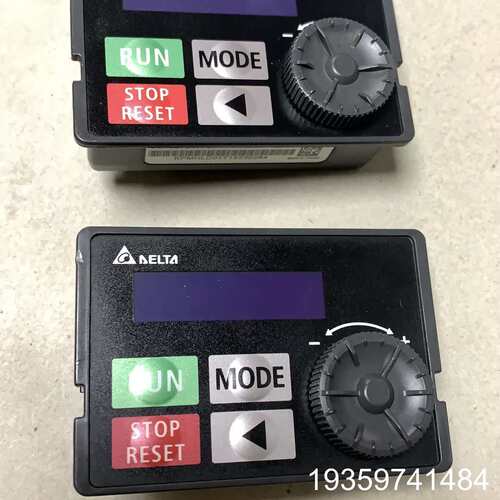 RUN
MODE
STOP
RESET
DELTA
RUN
MODE
STOP
RESET
19359741484